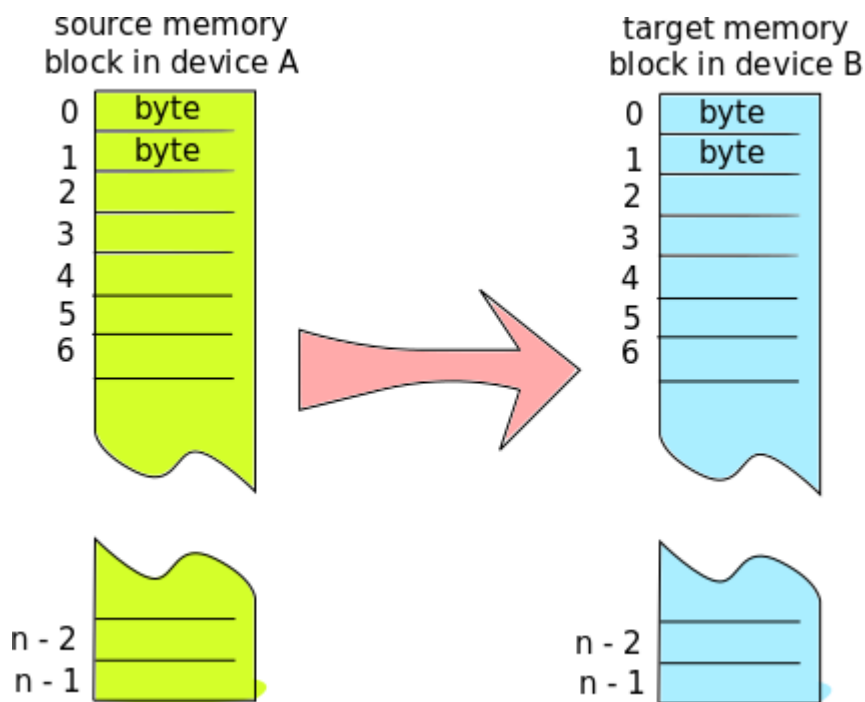 source memory
block in device A
0 byte
1 byte
2
3
4
5
6
n - 2
n - 1
target memory
block in device B
0 byte
1 byte
2
3
4
5
6
n - 2
n - 1